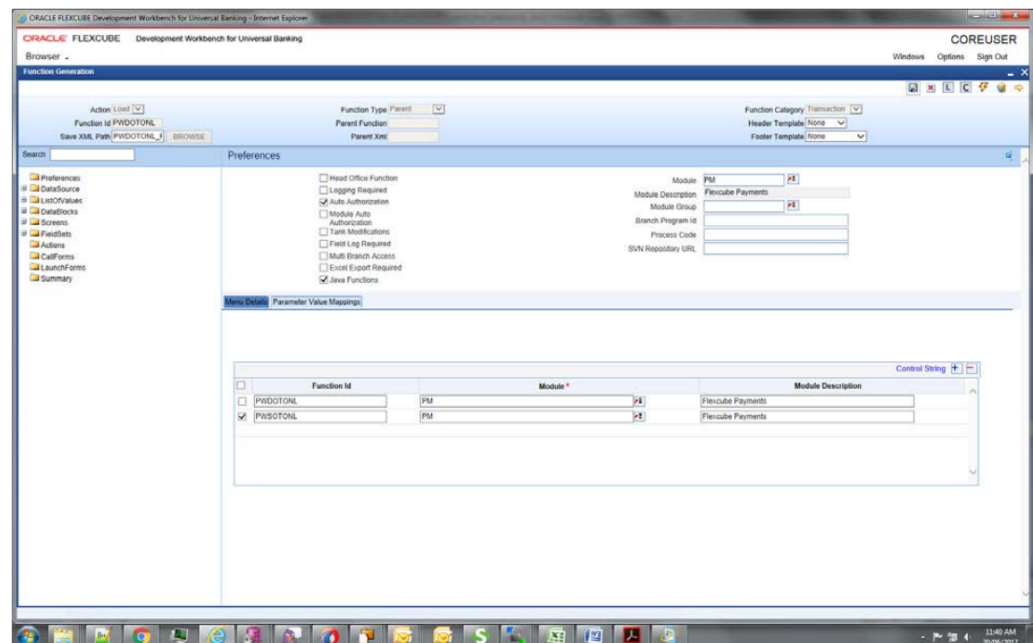 ORACLE FLEXCUBE Development Workbench for Universal Banking - Internet Explorer
ORACLE FLEXCUBE Development Workbench for Universal Banking COREUSER
Browser Windows Options Sign Out
Function Generation
Action Load Function Type Parent Function Category Transaction
Function Id PWDOTONL Parent Function Header Template None
Save XML Path PWDOTONL_ BROWSE Parent Xml Footer Template None
Search Preferences
Preferences
DataSource
ListOfValues
DataBlocks
Screens
FieldSets
Actions
CallForms
LaunchForms
Summary
Head Office Function
Logging Required
Auto Authorization
Module Auto
Authorization
Tank Modifications
Field Log Required
Multi Branch Access
Excel Export Required
Java Functions
Module PM
Module Description Flexcube Payments
Module Group
Branch Program Id
Process Code
SVN Repository URL
Menu Details Parameter Value Mappings
Control String
Function Id Module * Module Description
PWDOTONL PM Flexcube Payments
PWSOTONL PM Flexcube Payments
11:40 AM